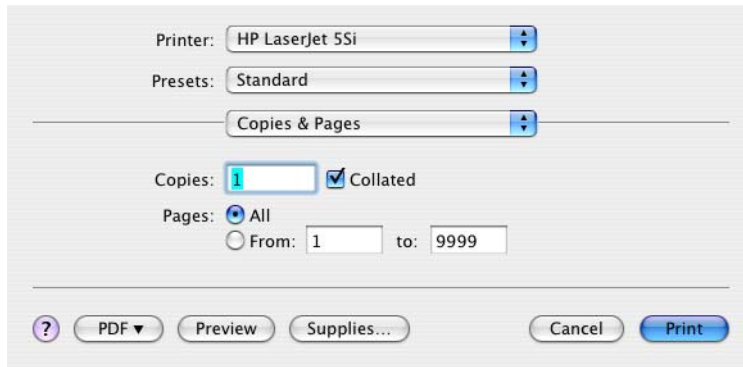 Printer: HP LaserJet 5Si
Presets: Standard
Copies & Pages
Copies: 1 Collated
Pages: All
From: 1 to: 9999
? PDF ▼ Preview Supplies... Cancel Print